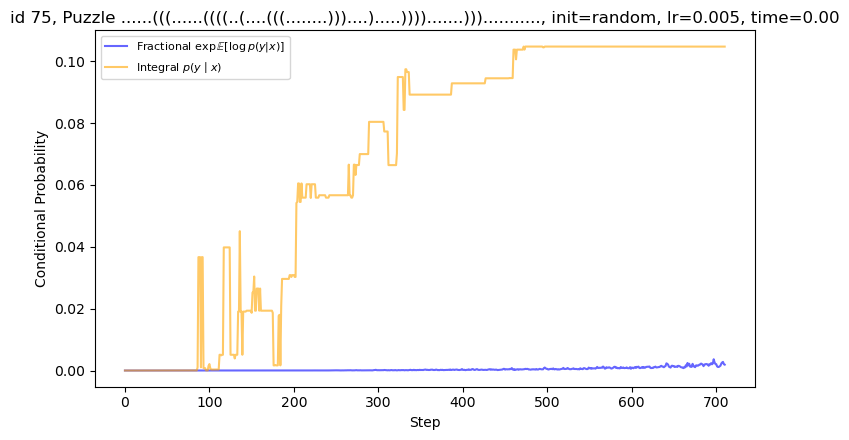 id 75, Puzzle ......(((......((((..(....(((........)))....).....)))).......)))..........., init=random, lr=0.005, time=0.00
Fractional exp𝔼[log p(y|x)]
Integral p(y | x)
Conditional Probability
0.10
0.08
0.06
0.04
0.02
0.00
0 100 200 300 400 500 600 700
Step